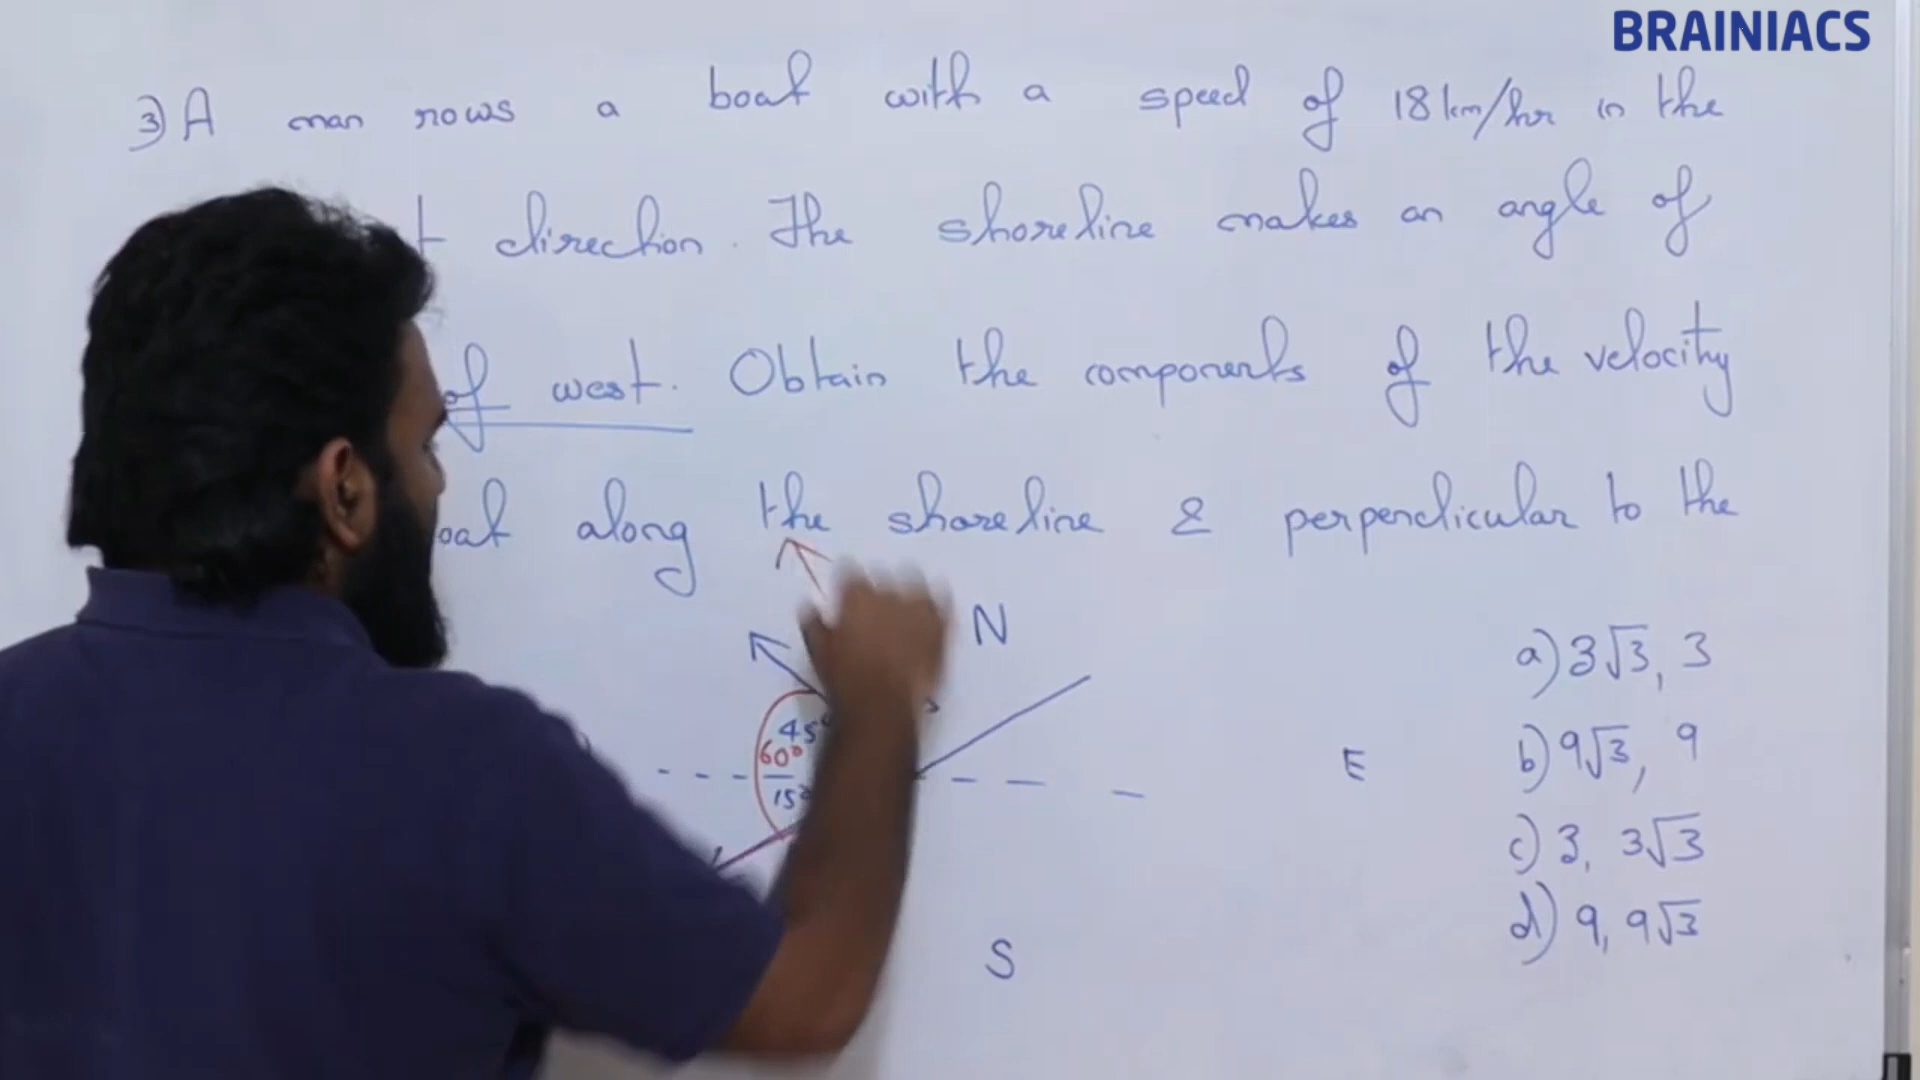 BRAINIACS
3) A man rows a boat with a speed of 18 km/hr in the
direction. The shoreline makes an angle of
of west. Obtain the components of the velocity
along the shoreline & perpendicular to the
N
a) 3√3, 3
45°
60°
15°
E
b) 9√3, 9
c) 3, 3√3
d) 9, 9√3
S